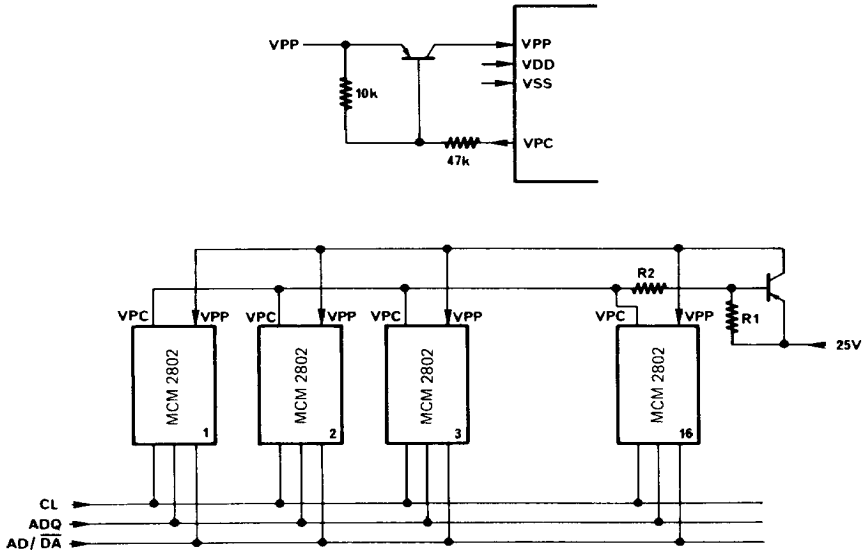 VPP
VPP
VDD
VSS
10k
VPC
47k
R2
VPC
VPP
VPC
VPP
VPC
VPP
VPC
R1
25V
MCM 2802
1
MCM 2802
2
MCM 2802
3
MCM 2802
16
CL
ADQ
AD/DA